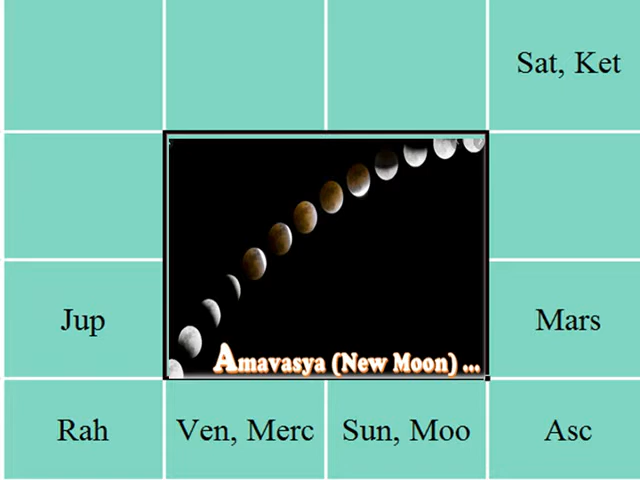 Sat, Ket
Jup
Mars
Amavasya (New Moon) ...
Rah
Ven, Merc
Sun, Moo
Asc